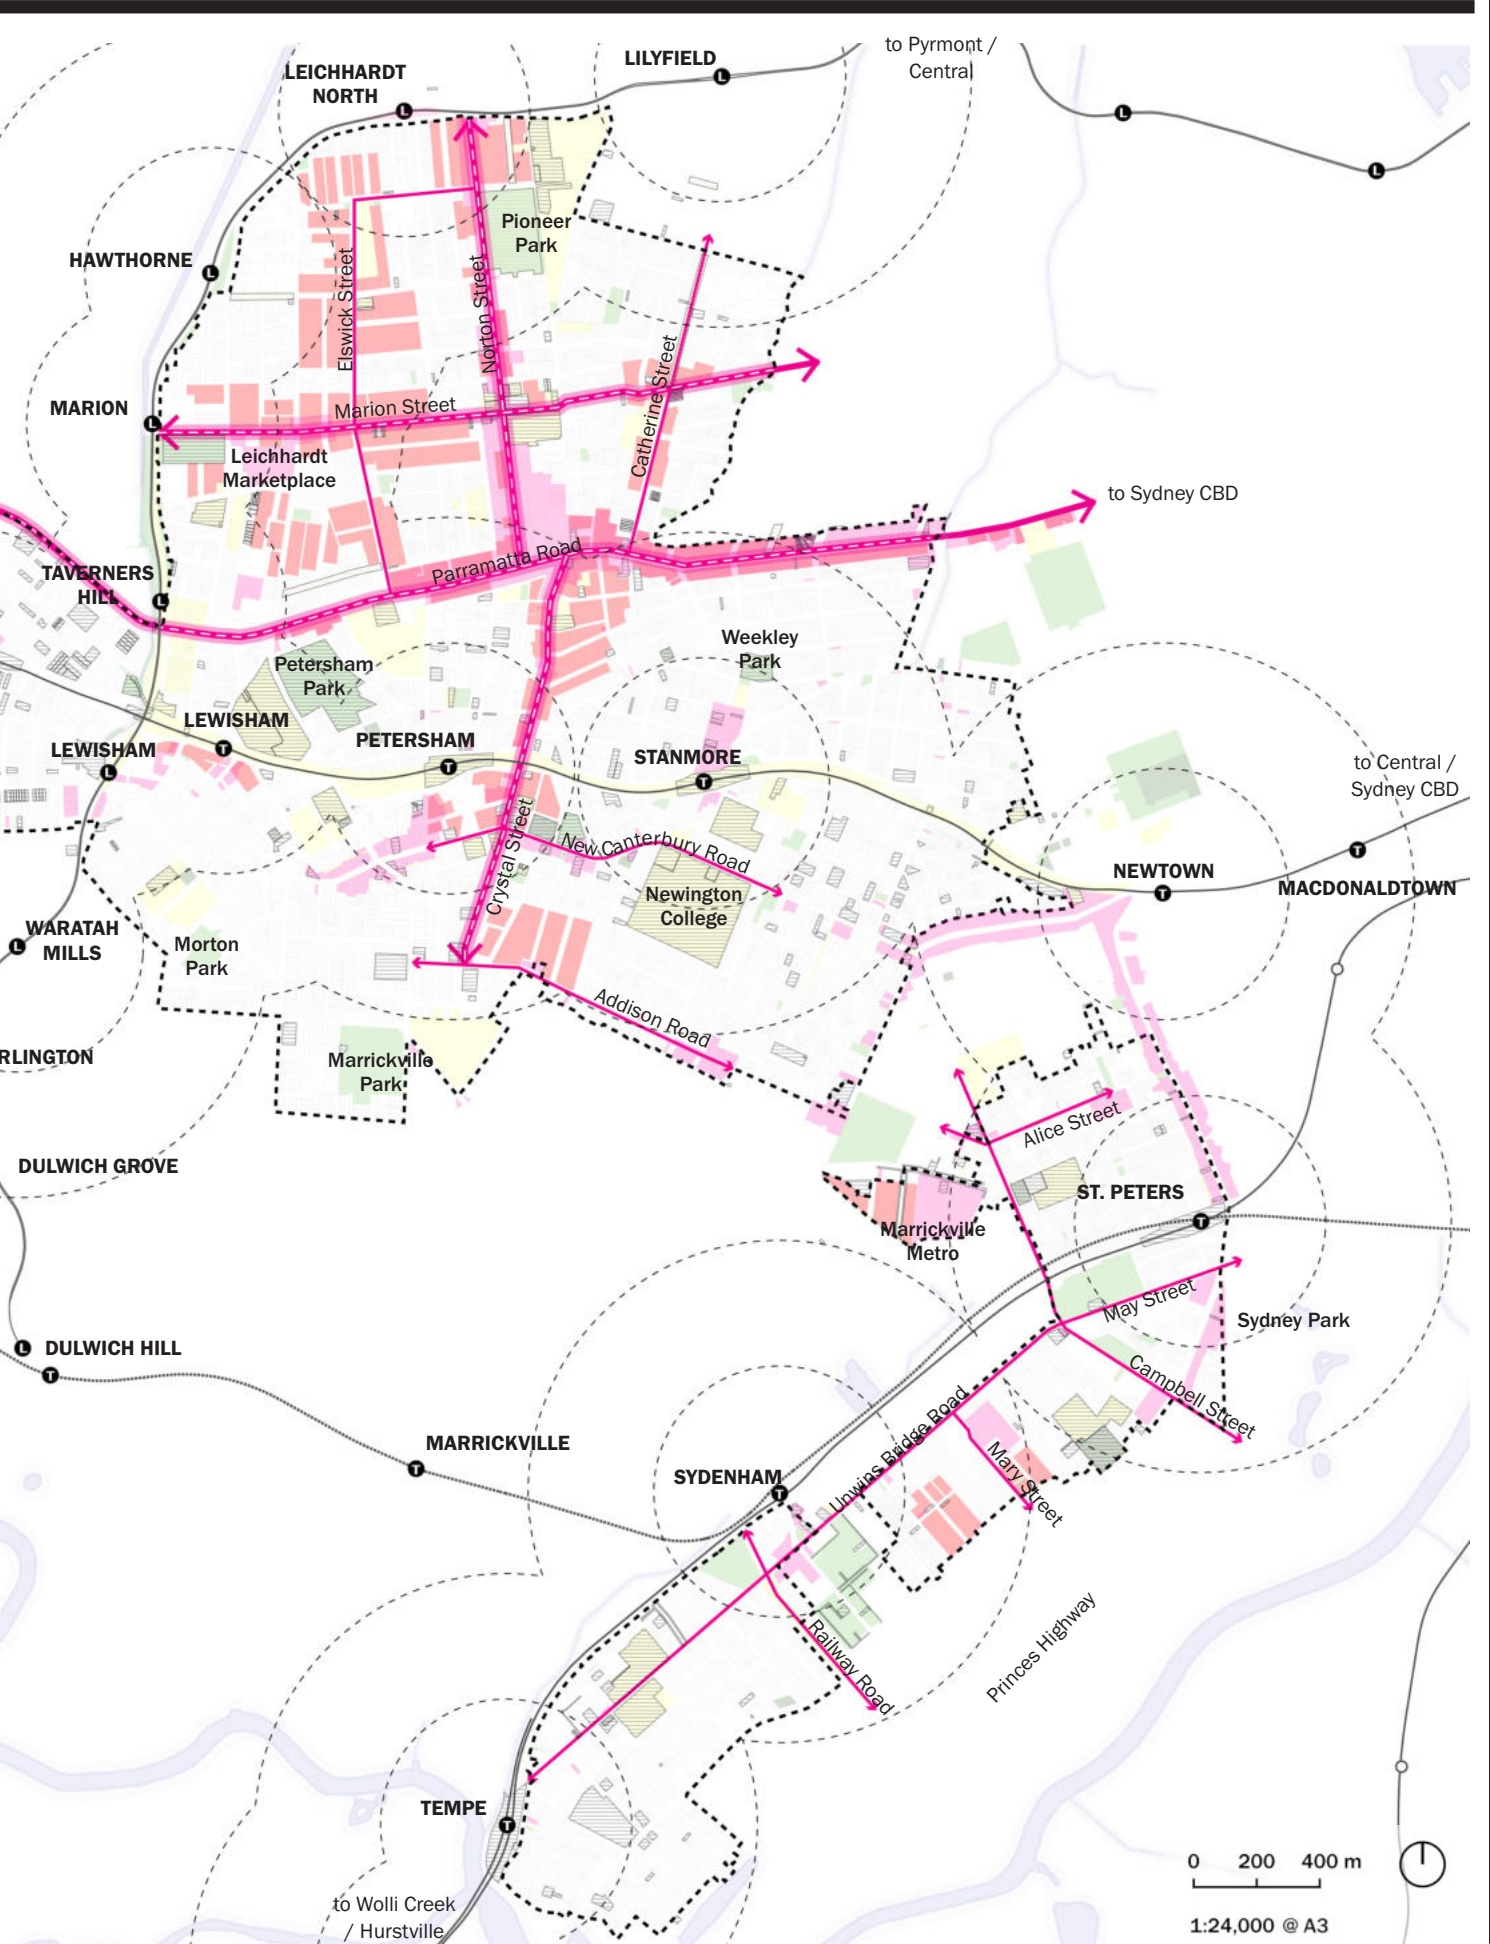 to Pyrmont /
Central
LILYFIELD
L
LEICHHARDT
NORTH
L
L
L
Pioneer
Park
HAWTHORNE
L
Elswick Street
Norton Street
Catherine Street
MARION
L
Marion Street
Leichhardt
Marketplace
to Sydney CBD
Parramatta Road
TAVERNERS
HILL
L
Weekley
Park
Petersham
Park
LEWISHAM
T
LEWISHAM
L
PETERSHAM
T
STANMORE
T
to Central /
Sydney CBD
Crystal Street
New Canterbury Road
Newington
College
NEWTOWN
T
T
MACDONALDTOWN
WARATAH
MILLS
L
Morton
Park
Addison Road
RLINGTON
Marrickville
Park
Alice Street
DULWICH GROVE
ST. PETERS
T
Marrickville
Metro
May Street
Sydney Park
L
DULWICH HILL
T
Campbell Street
Unwins Bridge Road
MARRICKVILLE
T
Mary Street
SYDENHAM
T
Railway Road
Princes Highway
TEMPE
T
to Wolli Creek
/ Hurstville
0 200 400 m
1:24,000 @ A3